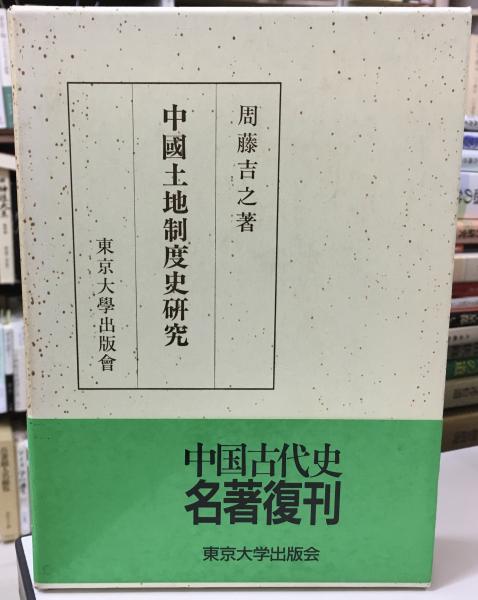 周藤吉之著
中國土地制度史研究
東京大學出版會
中国古代史
名著復刊
東京大学出版会